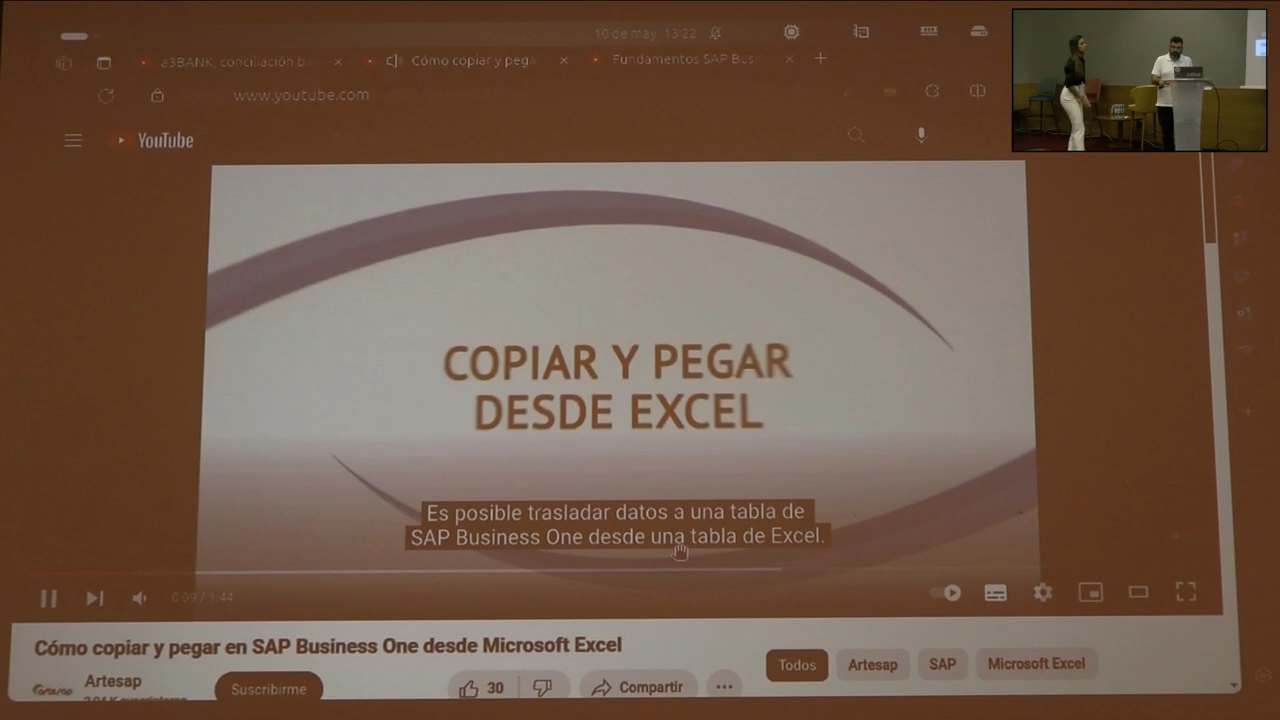 10 de may 13:22
a3BANK, conciliación b
Cómo copiar y pega
Fundamentos SAP Bus
www.youtube.com
YouTube
COPIAR Y PEGAR
DESDE EXCEL
Es posible trasladar datos a una tabla de
SAP Business One desde una tabla de Excel.
0:09 / 1:44
Cómo copiar y pegar en SAP Business One desde Microsoft Excel
Artesap
Suscribirme
30
Compartir
Todos
Artesap
SAP
Microsoft Excel